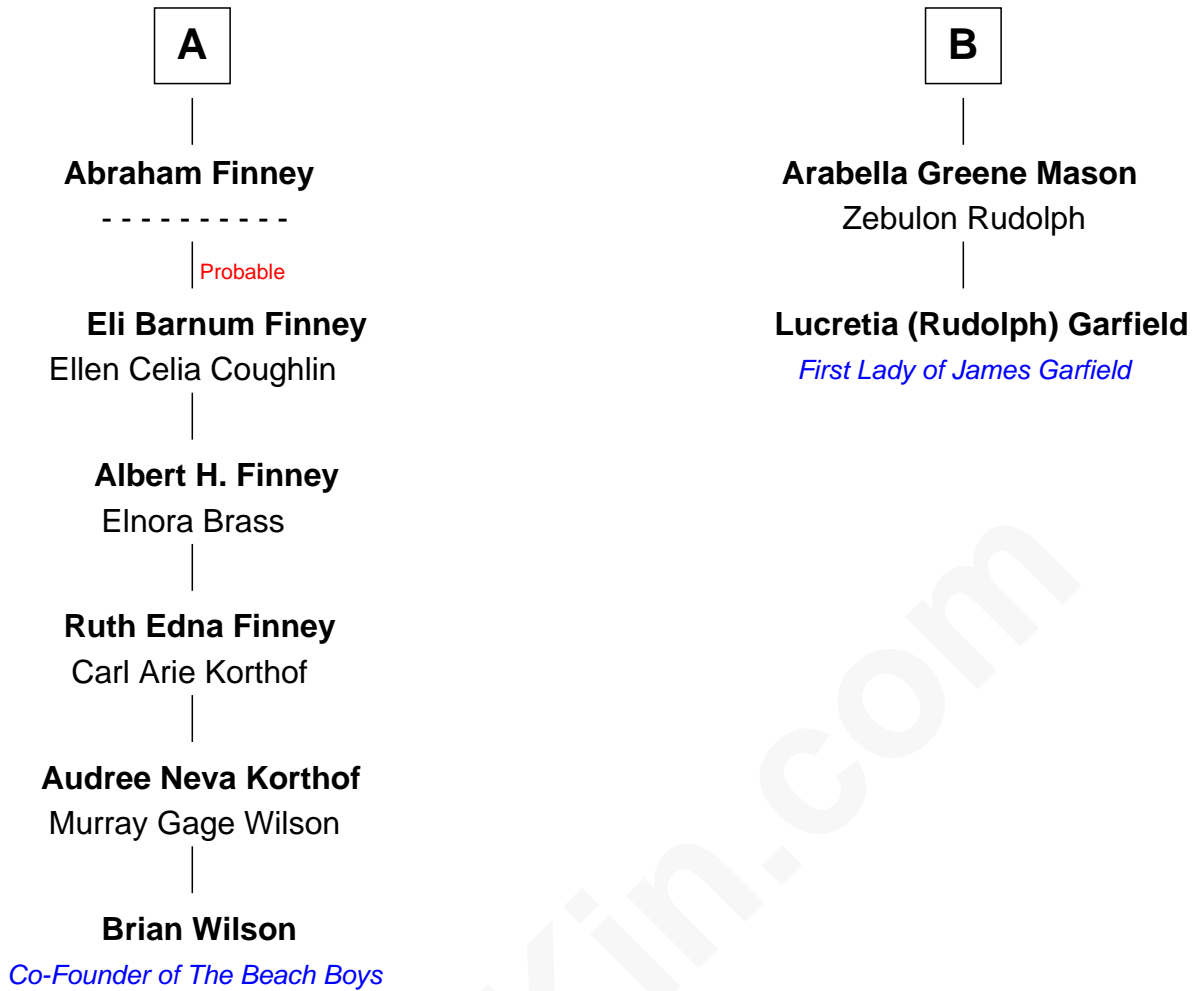 A
Abraham Finney
- - - - - - - - - -
Probable
Eli Barnum Finney
Ellen Celia Coughlin
Albert H. Finney
Elnora Brass
Ruth Edna Finney
Carl Arie Korthof
Audree Neva Korthof
Murray Gage Wilson
Brian Wilson
Co-Founder of The Beach Boys
B
Arabella Greene Mason
Zebulon Rudolph
Lucretia (Rudolph) Garfield
First Lady of James Garfield
Kin.com